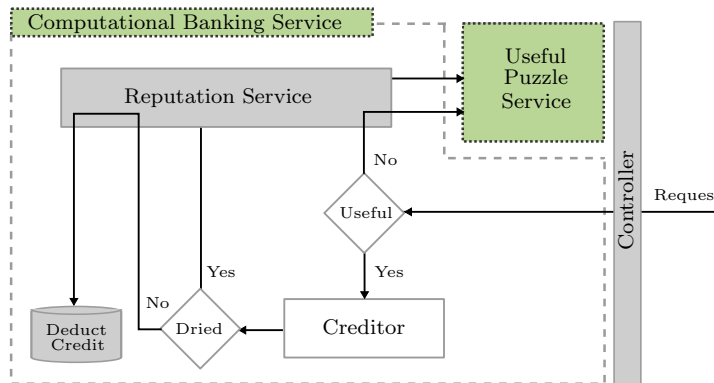 Computational Banking Service
Useful
Puzzle
Service
Reputation Service
No
Useful
Controller
Reques
Yes
Yes
No
Dried
Creditor
Deduct
Credit